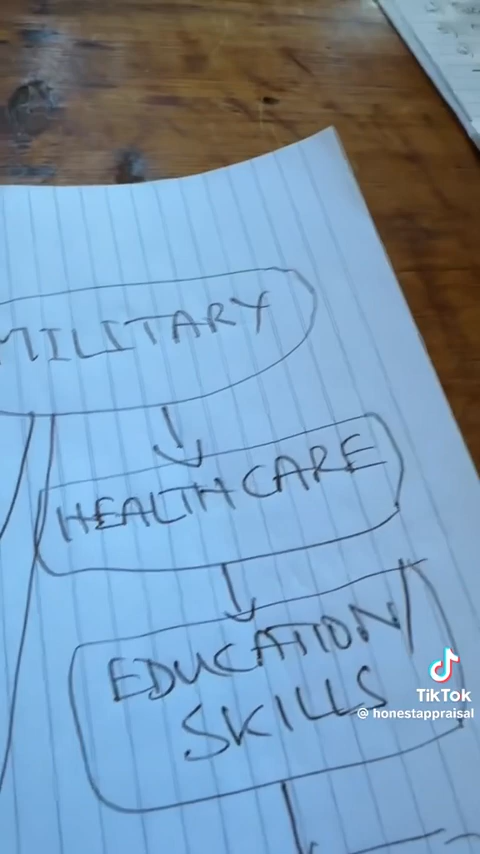 MILITARY
HEALTHCARE
EDUCATION/
SKILLS
TikTok
@ honestappraisal